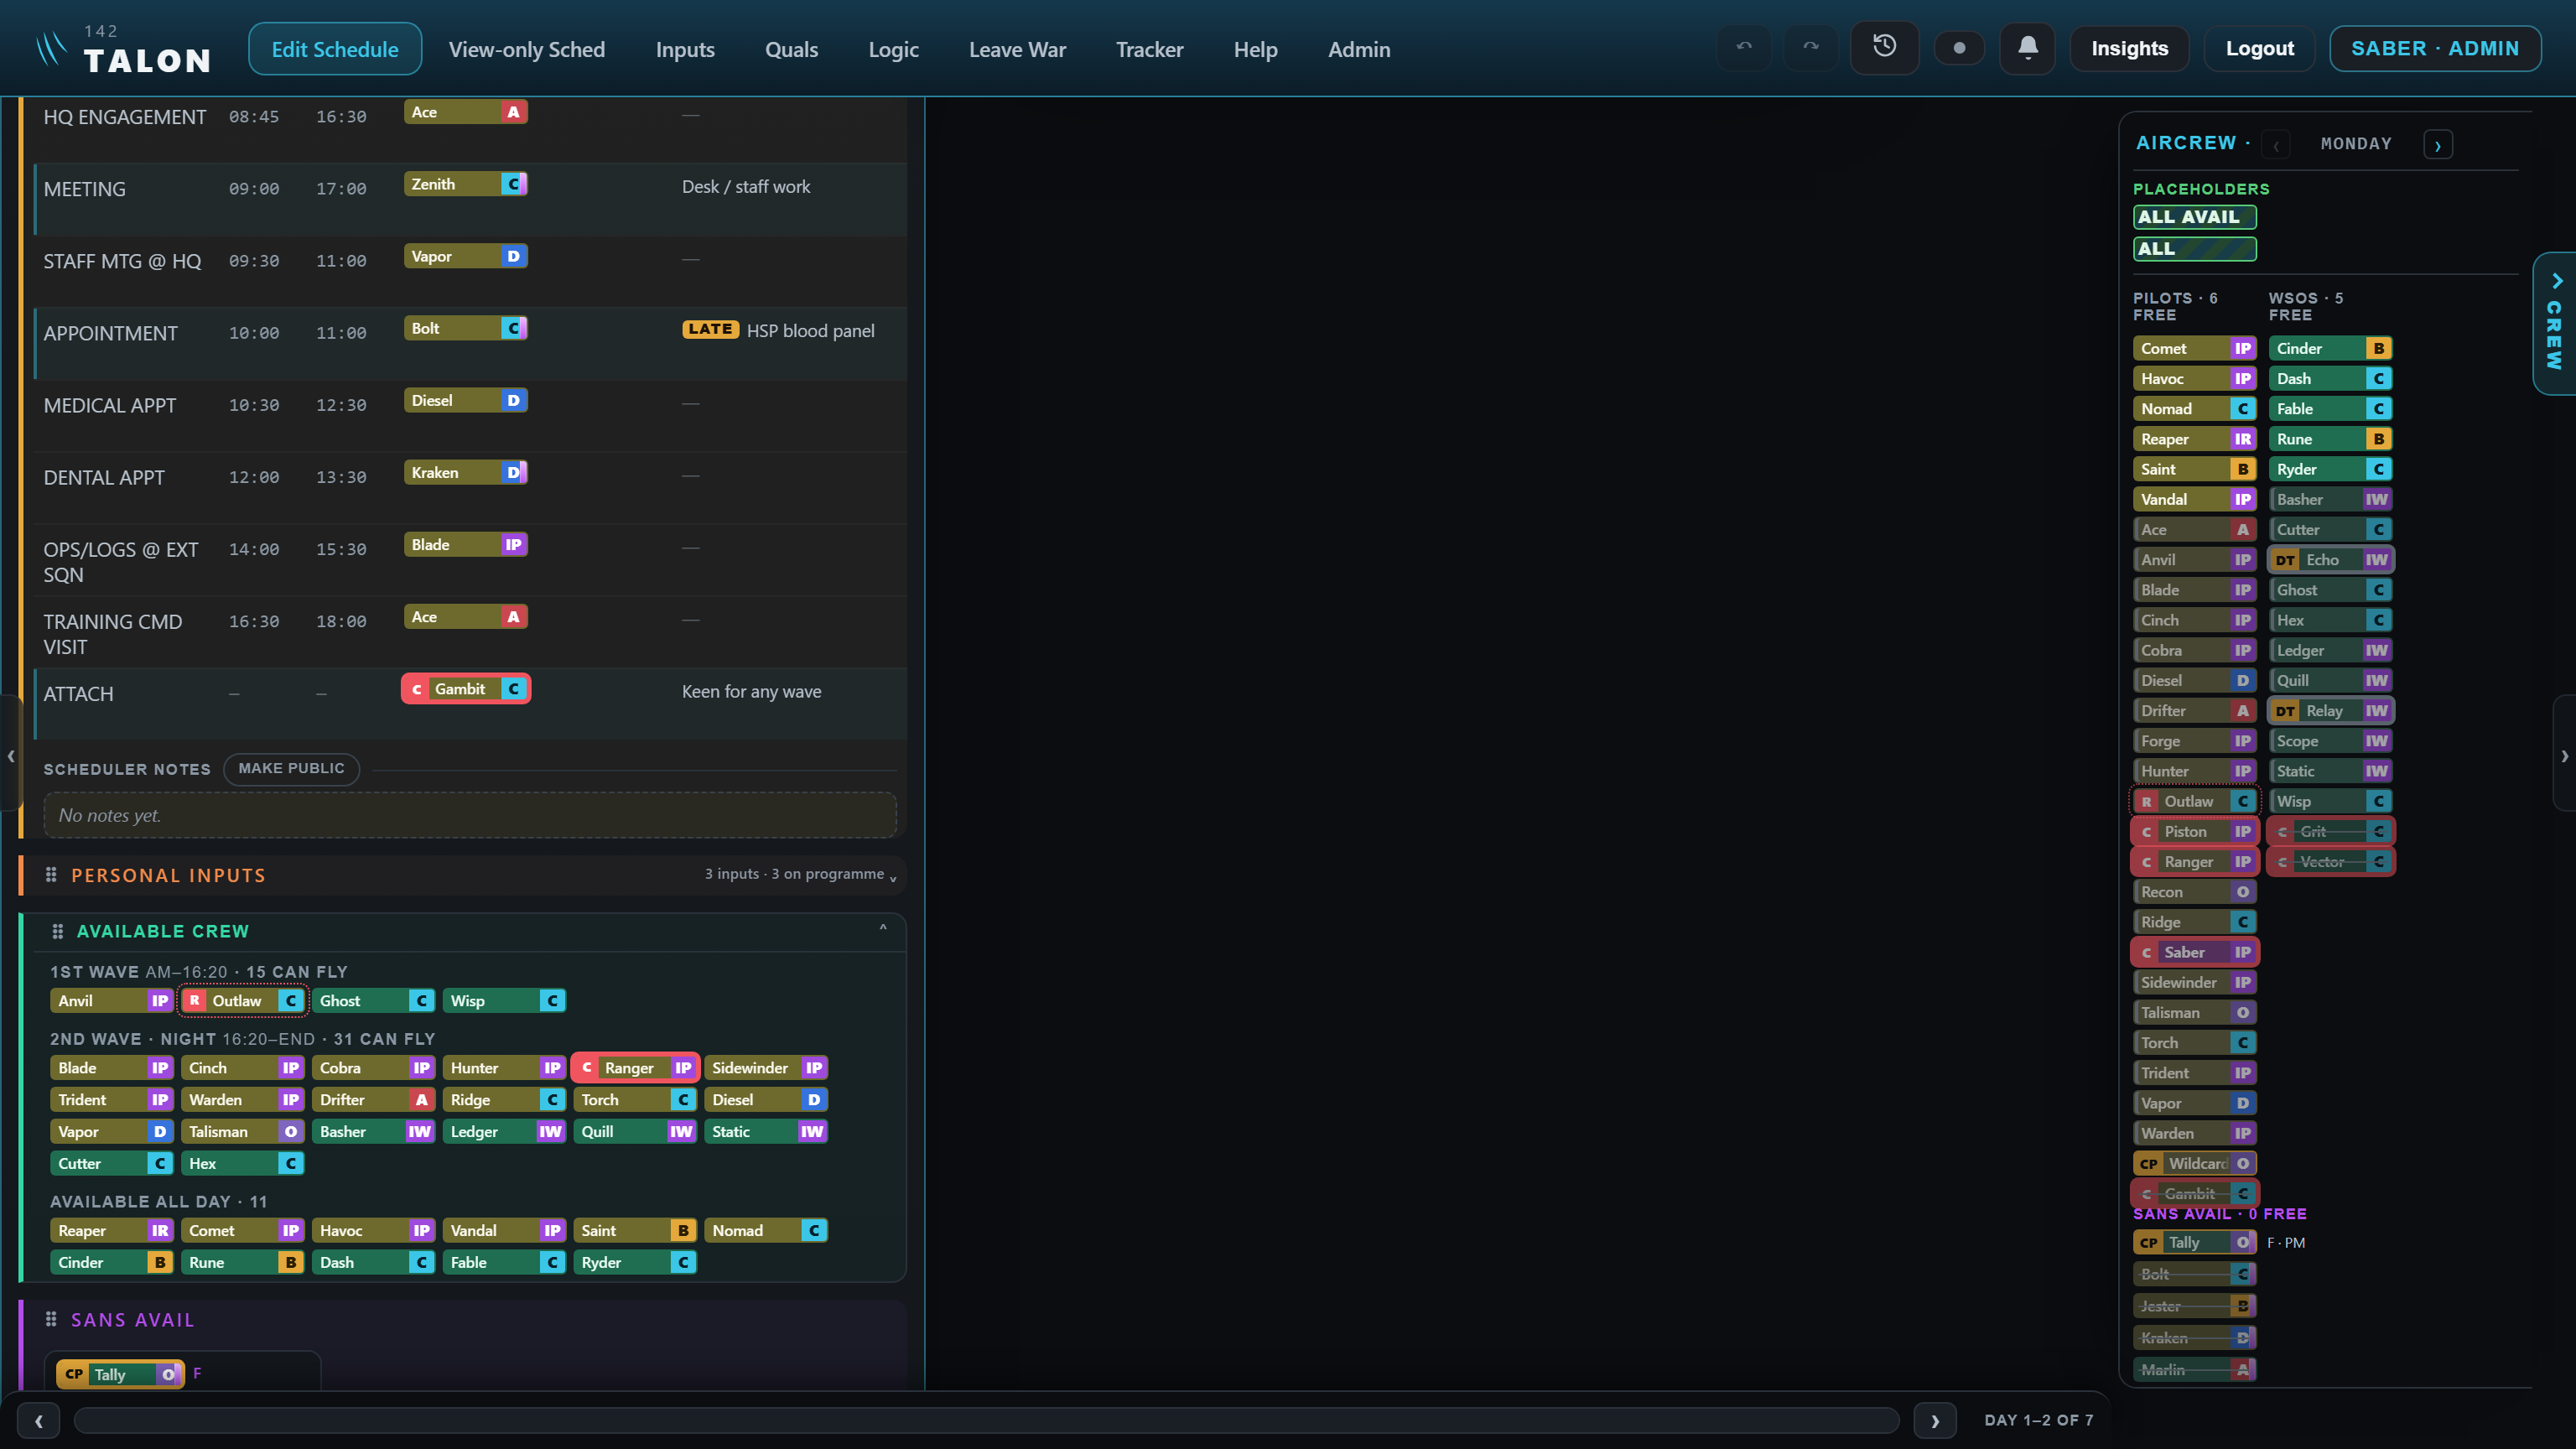 142
TALON
Edit Schedule
View-only Sched
Inputs
Quals
Logic
Leave War
Tracker
Help
Admin
Insights
Logout
SABER · ADMIN
HQ ENGAGEMENT 08:45 16:30 Ace A —
MEETING 09:00 17:00 Zenith C Desk / staff work
STAFF MTG @ HQ 09:30 11:00 Vapor D —
APPOINTMENT 10:00 11:00 Bolt C LATE HSP blood panel
MEDICAL APPT 10:30 12:30 Diesel D —
DENTAL APPT 12:00 13:30 Kraken D —
OPS/LOGS @ EXT SQN 14:00 15:30 Blade IP —
TRAINING CMD VISIT 16:30 18:00 Ace A —
ATTACH — — C Gambit C Keen for any wave
SCHEDULER NOTES MAKE PUBLIC
No notes yet.
PERSONAL INPUTS 3 inputs · 3 on programme
AVAILABLE CREW
1ST WAVE AM–16:20 · 15 CAN FLY
Anvil IP R Outlaw C Ghost C Wisp C
2ND WAVE · NIGHT 16:20–END · 31 CAN FLY
Blade IP Cinch IP Cobra IP Hunter IP C Ranger IP Sidewinder IP
Trident IP Warden IP Drifter A Ridge C Torch C Diesel D
Vapor D Talisman O Basher IW Ledger IW Quill IW Static IW
Cutter C Hex C
AVAILABLE ALL DAY · 11
Reaper IR Comet IP Havoc IP Vandal IP Saint B Nomad C
Cinder B Rune B Dash C Fable C Ryder C
SANS AVAIL
CP Tally O F
DAY 1–2 OF 7
AIRCREW · MONDAY
PLACEHOLDERS
ALL AVAIL
ALL
PILOTS · 6 FREE
Comet IP
Havoc IP
Nomad C
Reaper IR
Saint B
Vandal IP
Ace A
Anvil IP
Blade IP
Cinch IP
Cobra IP
Diesel D
Drifter A
Forge IP
Hunter IP
R Outlaw C
C Piston IP
C Ranger IP
Recon O
Ridge C
C Saber IP
Sidewinder IP
Talisman O
Torch C
Trident IP
Vapor D
Warden IP
CP Wildcard O
C Gambit C
WSOS · 5 FREE
Cinder B
Dash C
Fable C
Rune B
Ryder C
Basher IW
Cutter C
DT Echo IW
Ghost C
Hex C
Ledger IW
Quill IW
DT Relay IW
Scope IW
Static IW
Wisp C
C Grit C
C Vector C
SANS AVAIL · 0 FREE
CP Tally O F · PM
Bolt C
Jester B
Kraken D
Marlin A
CREW